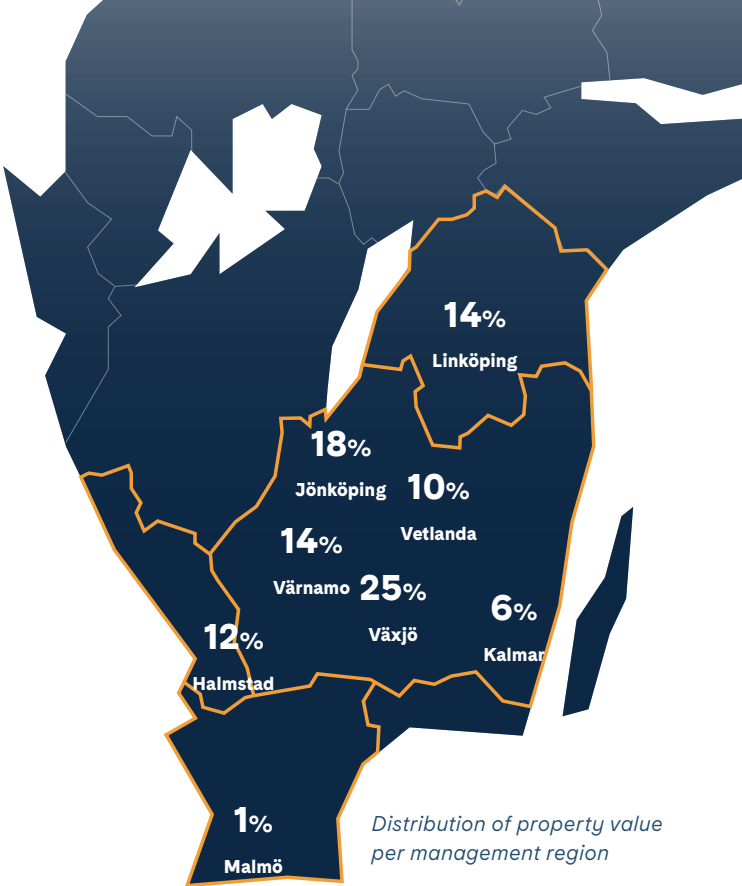 14%
Linköping
18%
Jönköping
10%
Vetlanda
14%
Värnamo
25%
Växjö
6%
Kalmar
12%
Halmstad
1%
Malmö
Distribution of property value
per management region